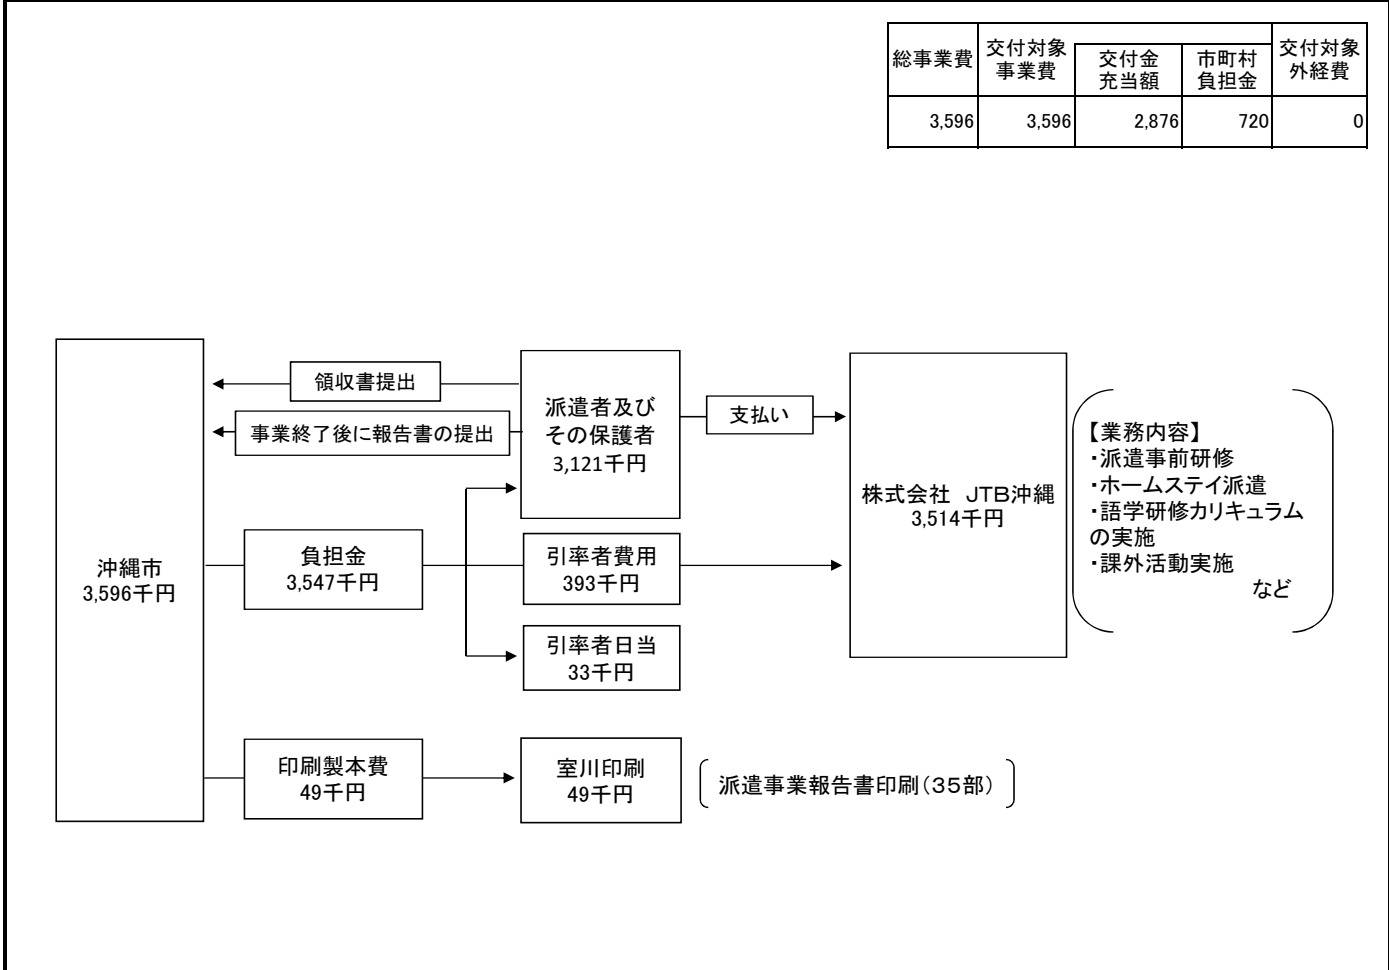 総事業費
交付対象
事業費
交付金
充当額
市町村
負担金
交付対象
外経費
3,596 3,596 2,876 720 0
領収書提出
事業終了後に報告書の提出
派遣者及び
その保護者
3,121千円
支払い
株式会社　JTB沖縄
3,514千円
【業務内容】
・派遣事前研修
・ホームステイ派遣
・語学研修カリキュラム
の実施
・課外活動実施
など
沖縄市
3,596千円
負担金
3,547千円
引率者費用
393千円
引率者日当
33千円
印刷製本費
49千円
室川印刷
49千円
派遣事業報告書印刷（３５部）